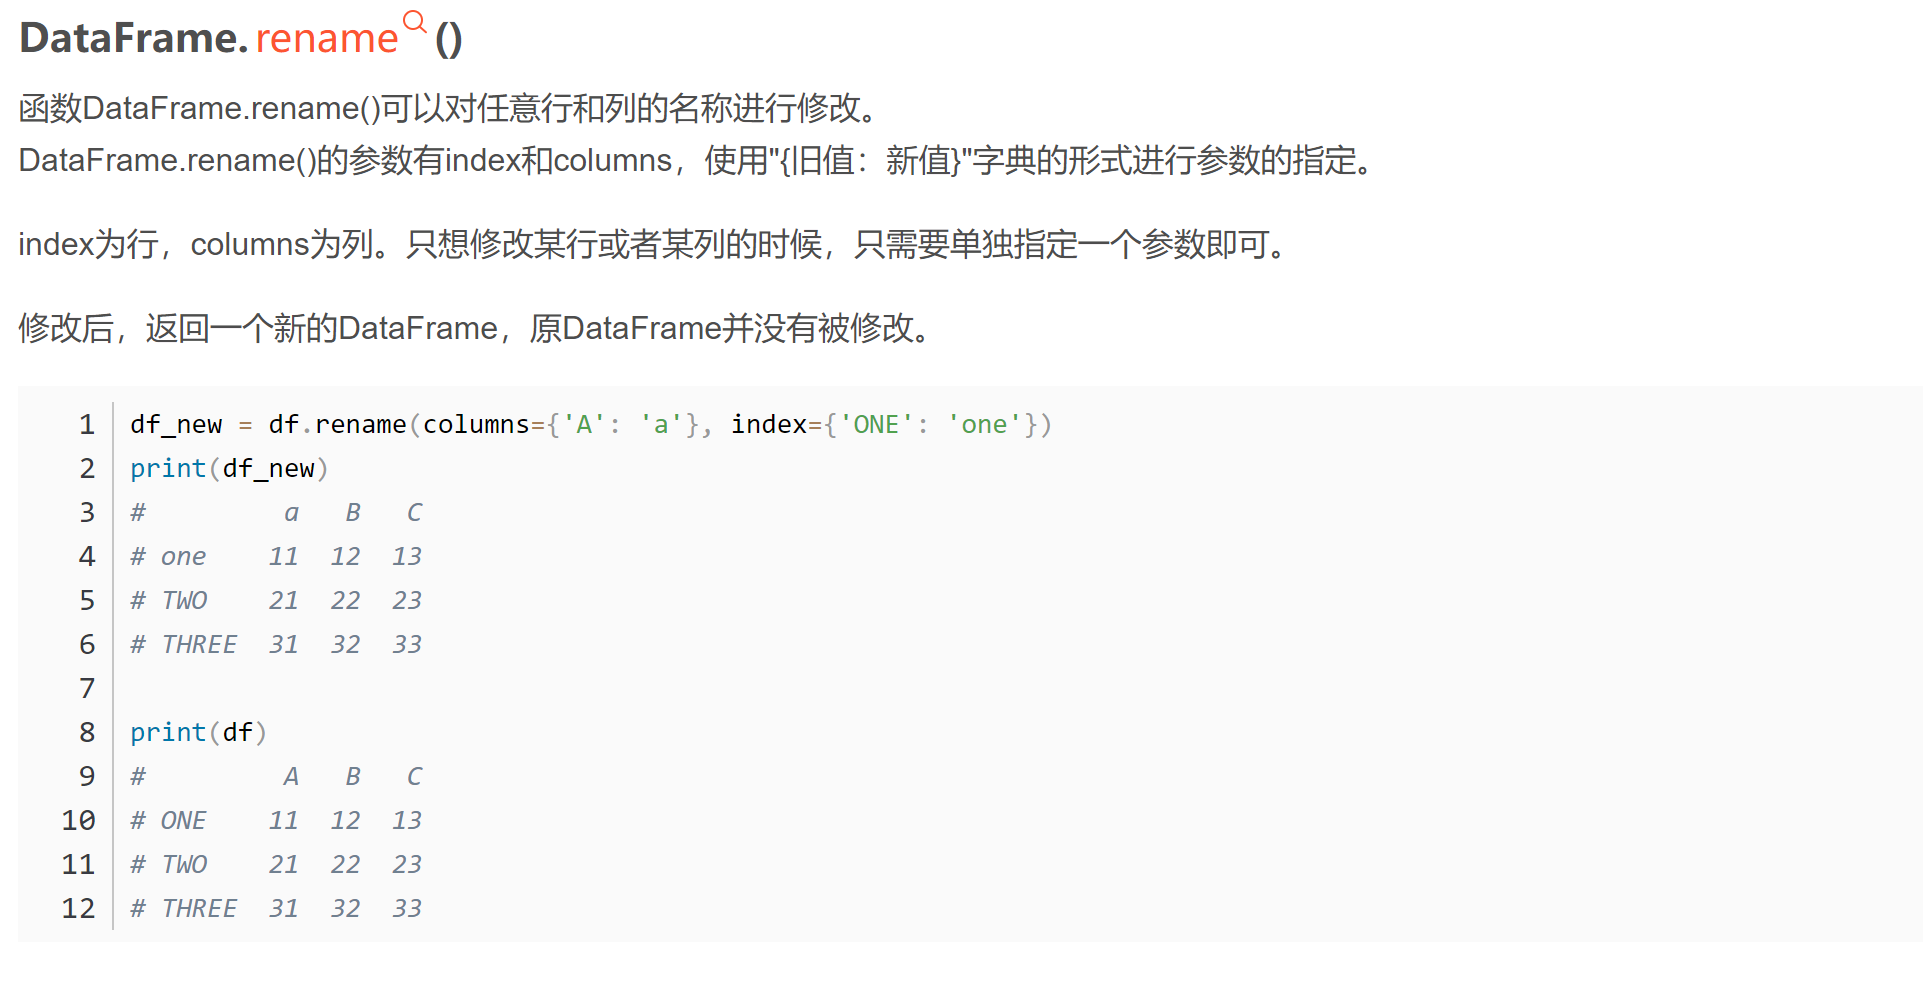 DataFrame.rename()
函数DataFrame.rename()可以对任意行和列的名称进行修改。
DataFrame.rename()的参数有index和columns，使用"{旧值：新值}"字典的形式进行参数的指定。
index为行，columns为列。只想修改某行或者某列的时候，只需要单独指定一个参数即可。
修改后，返回一个新的DataFrame，原DataFrame并没有被修改。
1 df_new = df.rename(columns={'A': 'a'}, index={'ONE': 'one'})
2 print(df_new)
3 #         a   B   C
4 # one    11  12  13
5 # TWO    21  22  23
6 # THREE  31  32  33
7
8 print(df)
9 #         A   B   C
10 # ONE    11  12  13
11 # TWO    21  22  23
12 # THREE  31  32  33